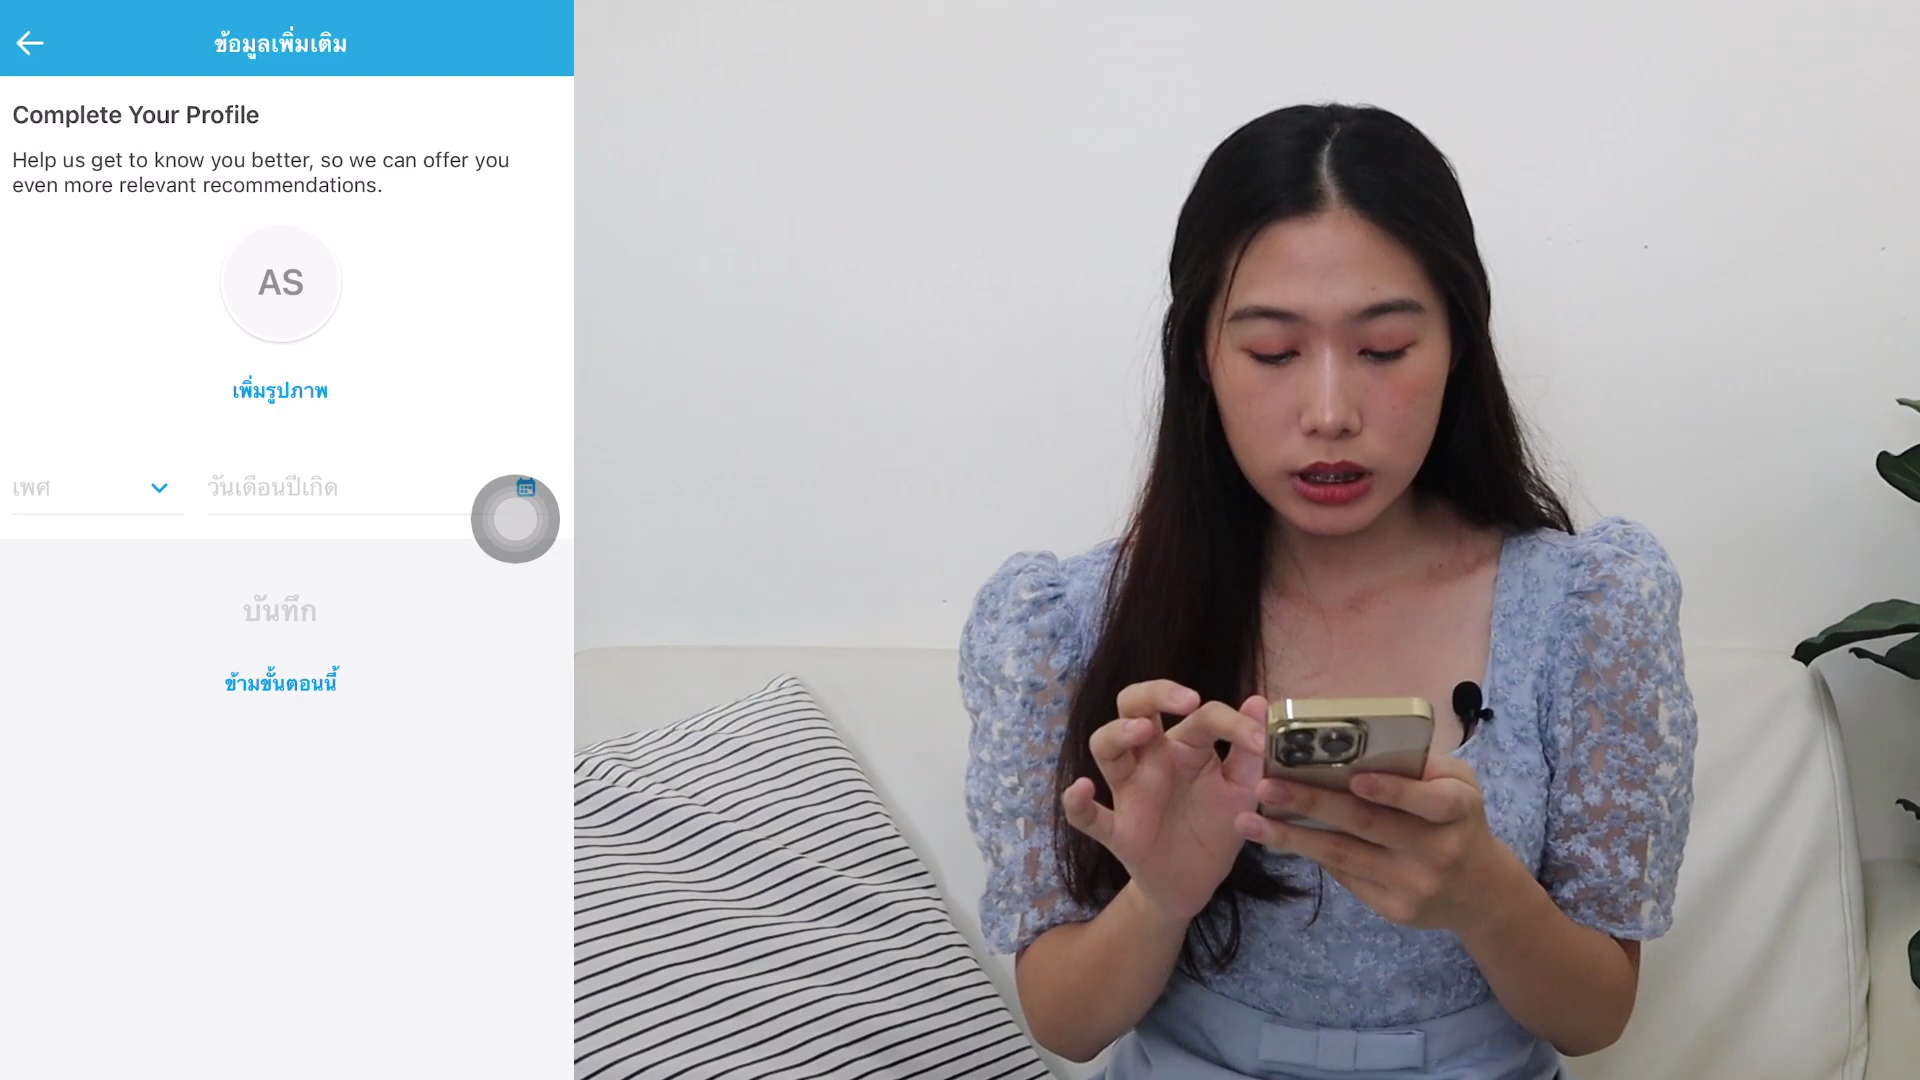 ข้อมูลเพิ่มเติม
Complete Your Profile
Help us get to know you better, so we can offer you
even more relevant recommendations.
AS
เพิ่มรูปภาพ
เพศ
วันเดือนปีเกิด
บันทึก
ข้ามขั้นตอนนี้